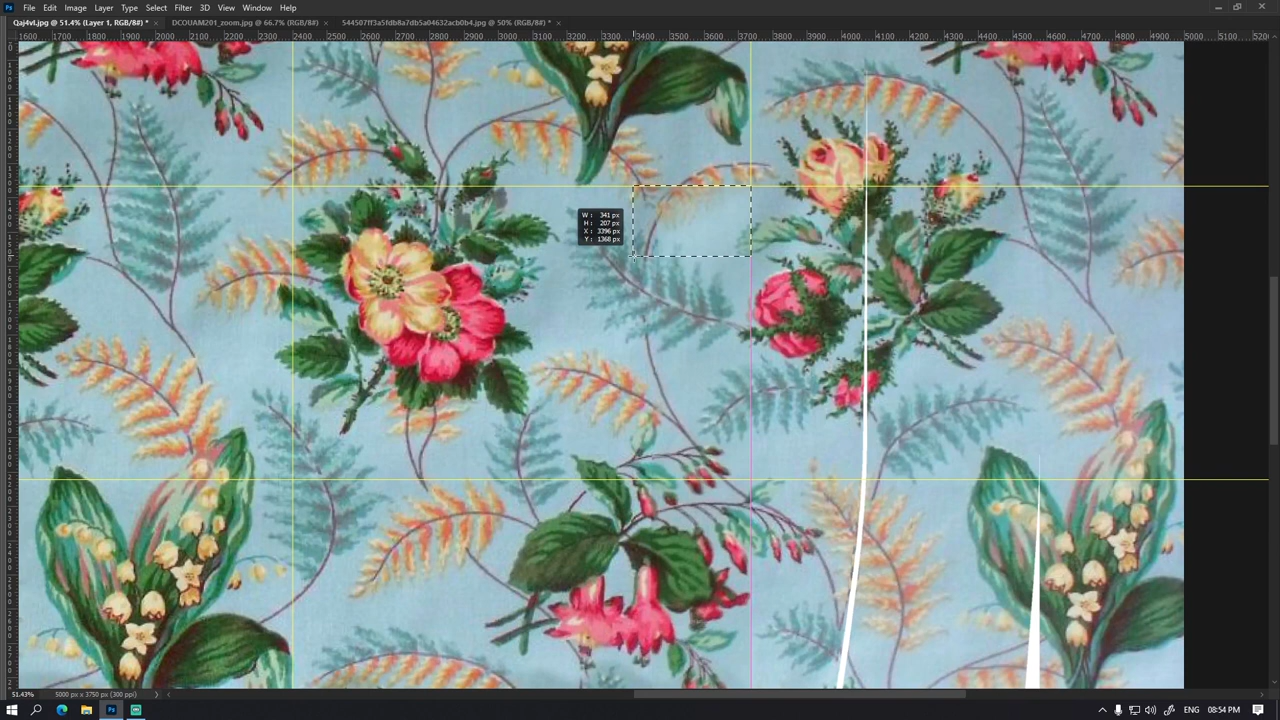 File Edit Image Layer Type Select Filter 3D View Window Help
Qaj4vl.jpg @ 51.4% (Layer 1, RGB/8#) * × DCOUAM201_zoom.jpg @ 66.7% (RGB/8#) × 544507ff3a5fdb8a7db5a04632acb0b4.jpg @ 50% (RGB/8#) * ×
1600 1700 1800 1900 2000 2100 2200 2300 2400 2500 2600 2700 2800 2900 3000 3100 3200 3300 3400 3500 3600 3700 3800 3900 4000 4100 4200 4300 4400 4500 4600 4700 4800 4900 5000 5100
W: 341 px
H: 207 px
X: 3396 px
Y: 1368 px
51.43% 5000 px x 3750 px (300 ppi)
ENG 08:54 PM